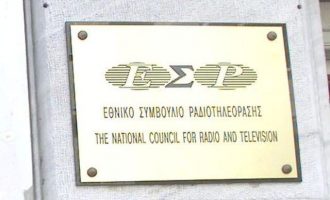 ΕΣΡ
ΕΘΝΙΚΟ ΣΥΜΒΟΥΛΙΟ ΡΑΔΙΟΤΗΛΕΟΡΑΣΗΣ
THE NATIONAL COUNCIL FOR RADIO AND TELEVISION